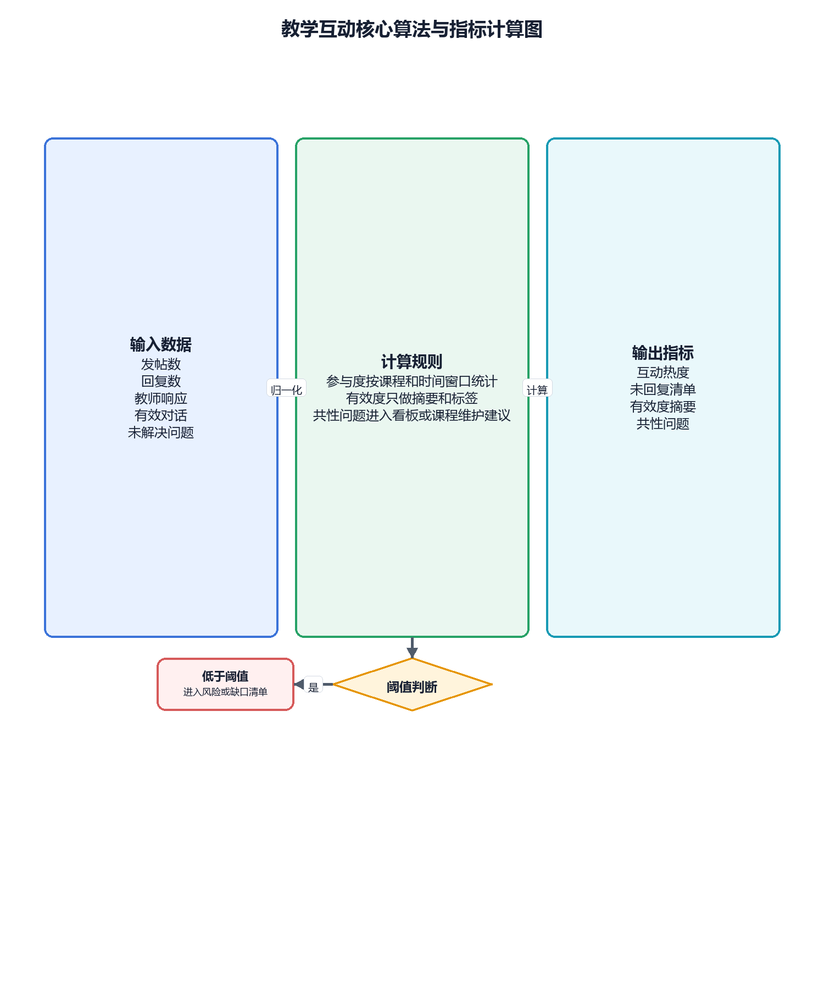 教学互动核心算法与指标计算图
输入数据
发帖数
回复数
教师响应
有效对话
未解决问题
归一化
计算规则
参与度按课程和时间窗口统计
有效度只做摘要和标签
共性问题进入看板或课程维护建议
计算
输出指标
互动热度
未回复清单
有效度摘要
共性问题
低于阈值
进入风险或缺口清单
是
阈值判断